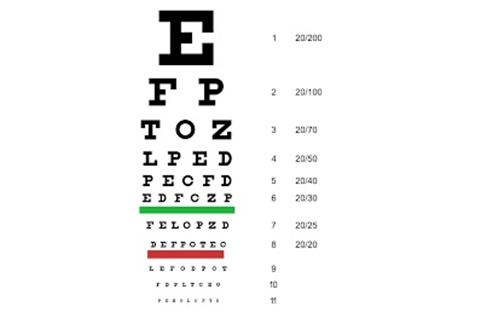 E 1 20/200
F P 2 20/100
T O Z 3 20/70
L P E D 4 20/50
P E C F D 5 20/40
E D F C Z P 6 20/30
F E L O P Z D 7 20/25
D E F P O T E C 8 20/20
L E F O D P O T 9
F D P L T C E O 10
11